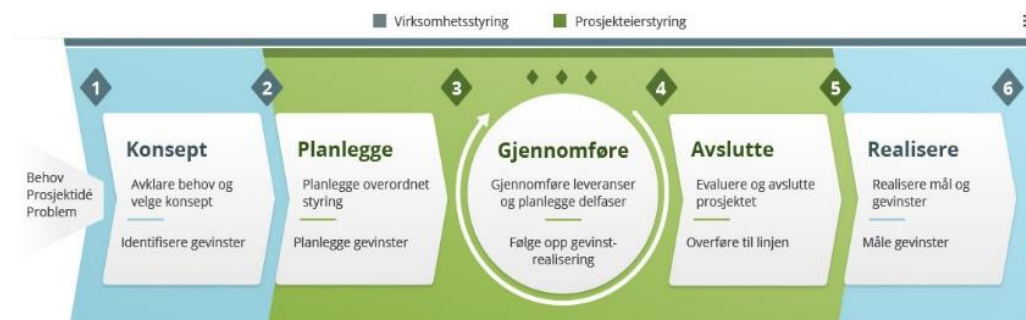 Virksomhetsstyring
Prosjekteierstyring
1
2
3
4
5
6
Behov
Prosjektidé
Problem
Konsept
Avklare behov og
velge konsept
Identifisere gevinster
Planlegge
Planlegge overordnet
styring
Planlegge gevinster
Gjennomføre
Gjennomføre leveranser
og planlegge delfaser
Følge opp gevinst-
realisering
Avslutte
Evaluere og avslutte
prosjektet
Overføre til linjen
Realisere
Realisere mål og
gevinster
Måle gevinster